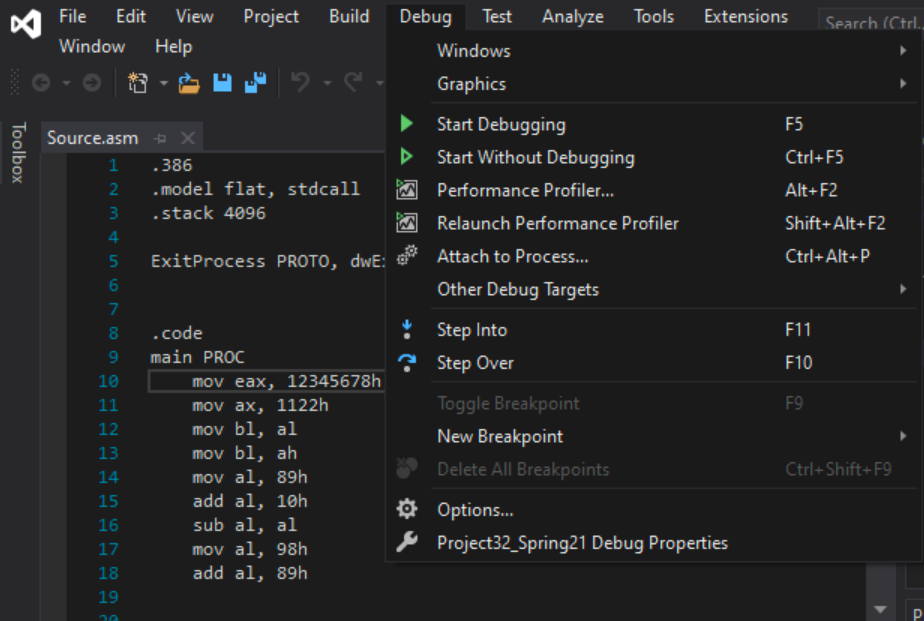 File Edit View Project Build Debug Test Analyze Tools Extensions Search (Ctrl
Window Help
Toolbox
Source.asm
1 .386
2 .model flat, stdcall
3 .stack 4096
4
5 ExitProcess PROTO, dwEx
6
7
8 .code
9 main PROC
10 mov eax, 12345678h
11 mov ax, 1122h
12 mov bl, al
13 mov bl, ah
14 mov al, 89h
15 add al, 10h
16 sub al, al
17 mov al, 98h
18 add al, 89h
19
20
Windows
Graphics
Start Debugging F5
Start Without Debugging Ctrl+F5
Performance Profiler... Alt+F2
Relaunch Performance Profiler Shift+Alt+F2
Attach to Process... Ctrl+Alt+P
Other Debug Targets
Step Into F11
Step Over F10
Toggle Breakpoint F9
New Breakpoint
Delete All Breakpoints Ctrl+Shift+F9
Options...
Project32_Spring21 Debug Properties